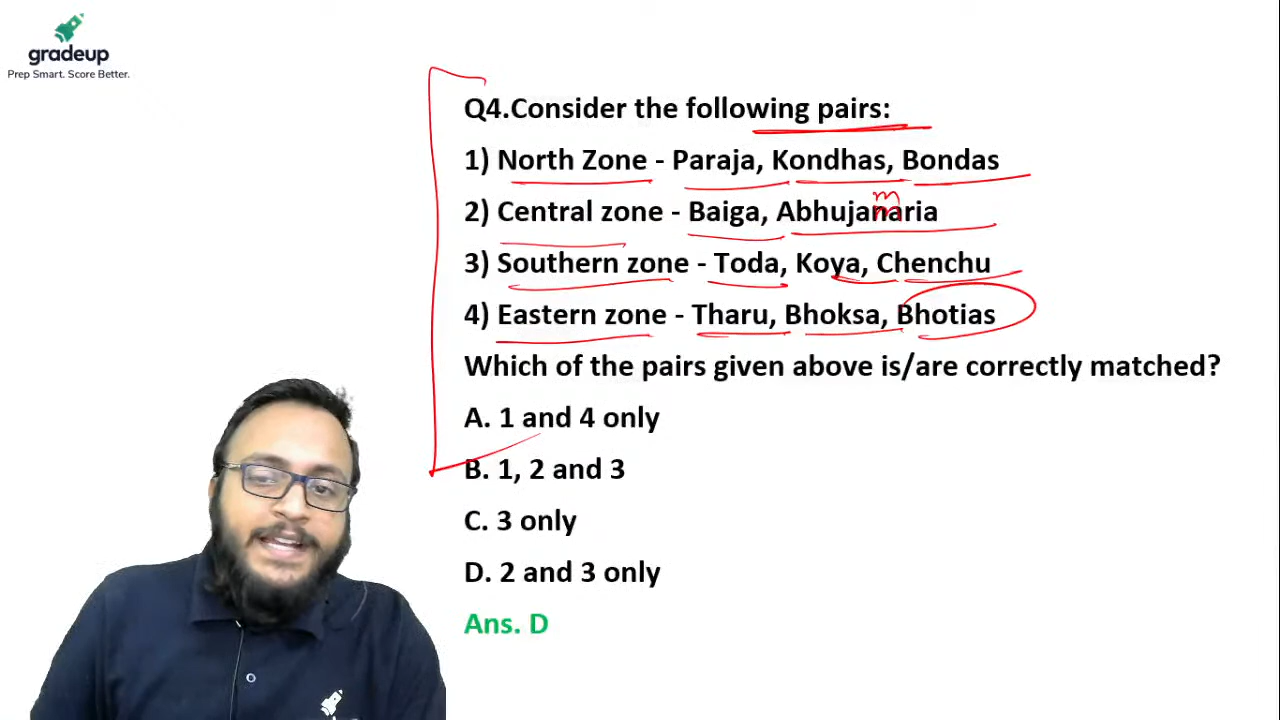 gradeup
Prep Smart. Score Better.
Q4.Consider the following pairs:
1) North Zone - Paraja, Kondhas, Bondas
m
2) Central zone - Baiga, Abhujamaria
3) Southern zone - Toda, Koya, Chenchu
4) Eastern zone - Tharu, Bhoksa, Bhotias
Which of the pairs given above is/are correctly matched?
A. 1 and 4 only
B. 1, 2 and 3
C. 3 only
D. 2 and 3 only
Ans. D